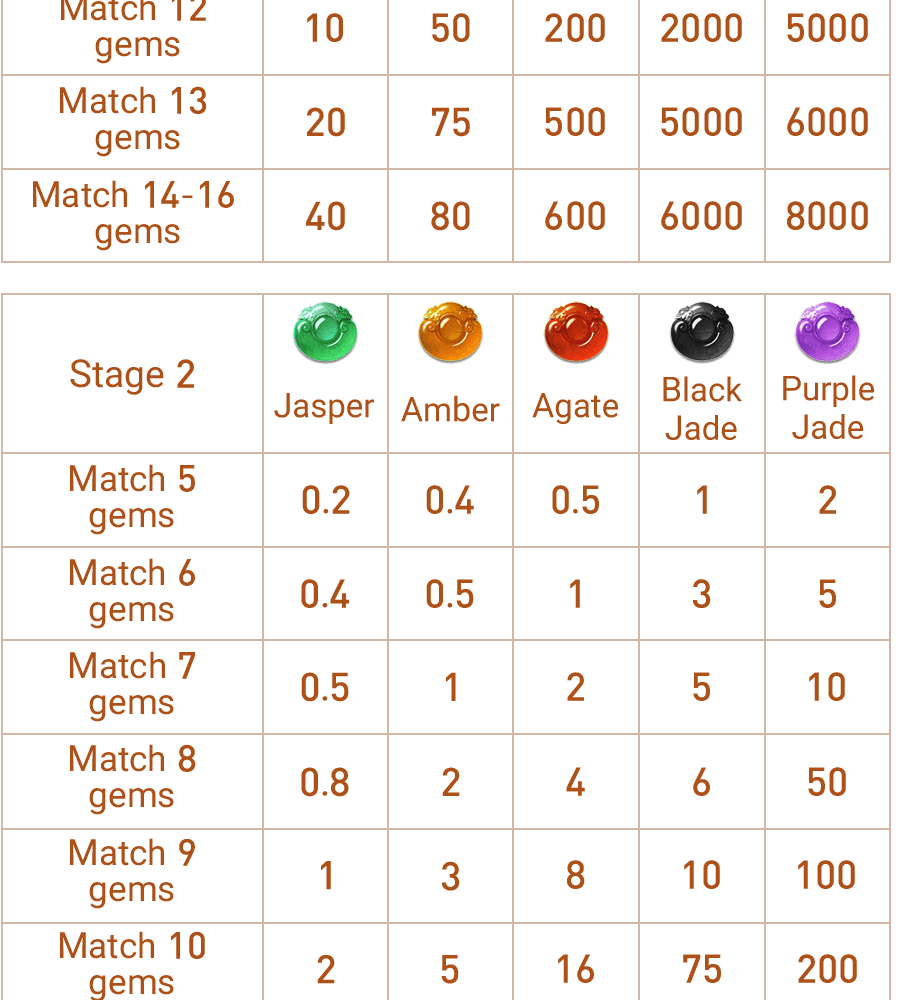 Match 12
gems
10 50 200 2000 5000
Match 13
gems
20 75 500 5000 6000
Match 14-16
gems
40 80 600 6000 8000
Stage 2
Jasper
Amber
Agate
Black
Jade
Purple
Jade
Match 5
gems
0.2 0.4 0.5 1 2
Match 6
gems
0.4 0.5 1 3 5
Match 7
gems
0.5 1 2 5 10
Match 8
gems
0.8 2 4 6 50
Match 9
gems
1 3 8 10 100
Match 10
gems
2 5 16 75 200